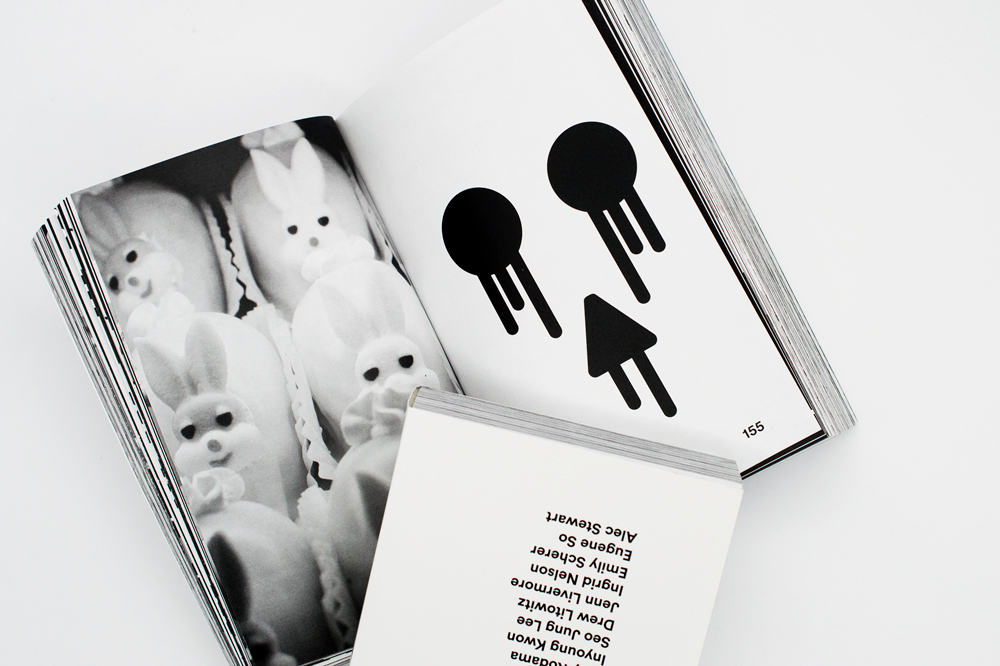 155
Kodama
Inyoung Kwon
Seo Jung Lee
Drew Litowitz
Jenn Livermore
Ingrid Nelson
Emily Scherer
Eugene So
Alec Stewart